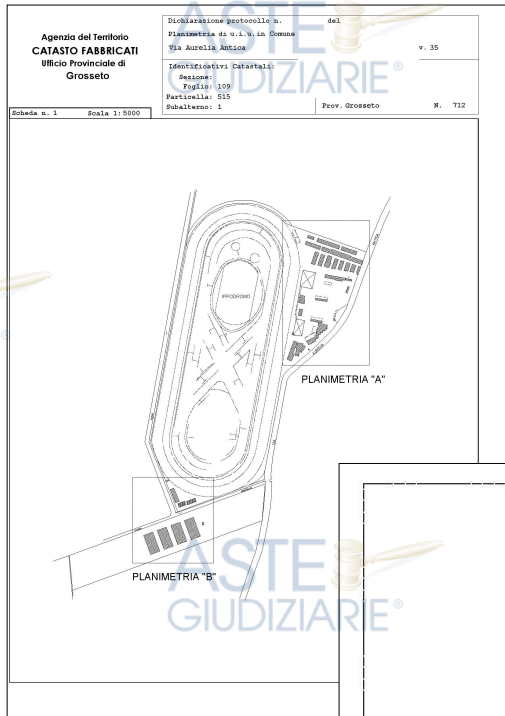 Agenzia del Territorio
CATASTO FABBRICATI
Ufficio Provinciale di
Grosseto
Dichiarazione protocollo n. del
Planimetria di u.i.u. in Comune
Via Aurelia Antica v. 35
Identificativi Catastali:
Sezione:
Foglio: 109
Particella: 515
Subalterno: 1
Prov. Grosseto N. 712
Scheda n. 1 Scala 1:5000
ASTE
GIUDIZIARIE®
IPPODROMO
PLANIMETRIA "A"
PLANIMETRIA "B"
ASTE
GIUDIZIARIE®